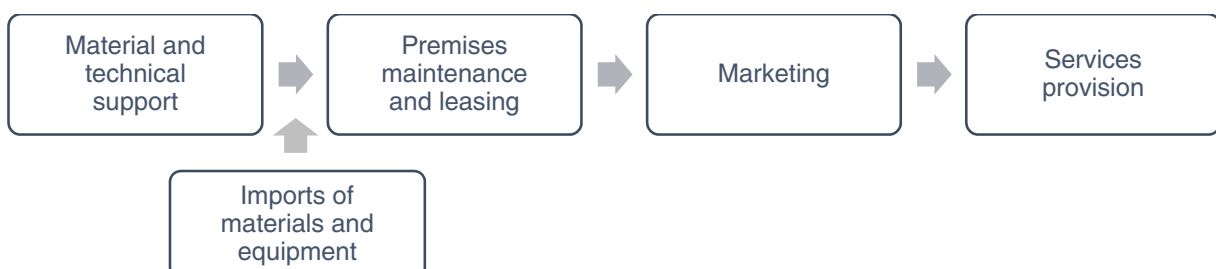 Material and
technical
support
Premises
maintenance
and leasing
Marketing
Services
provision
Imports of
materials and
equipment